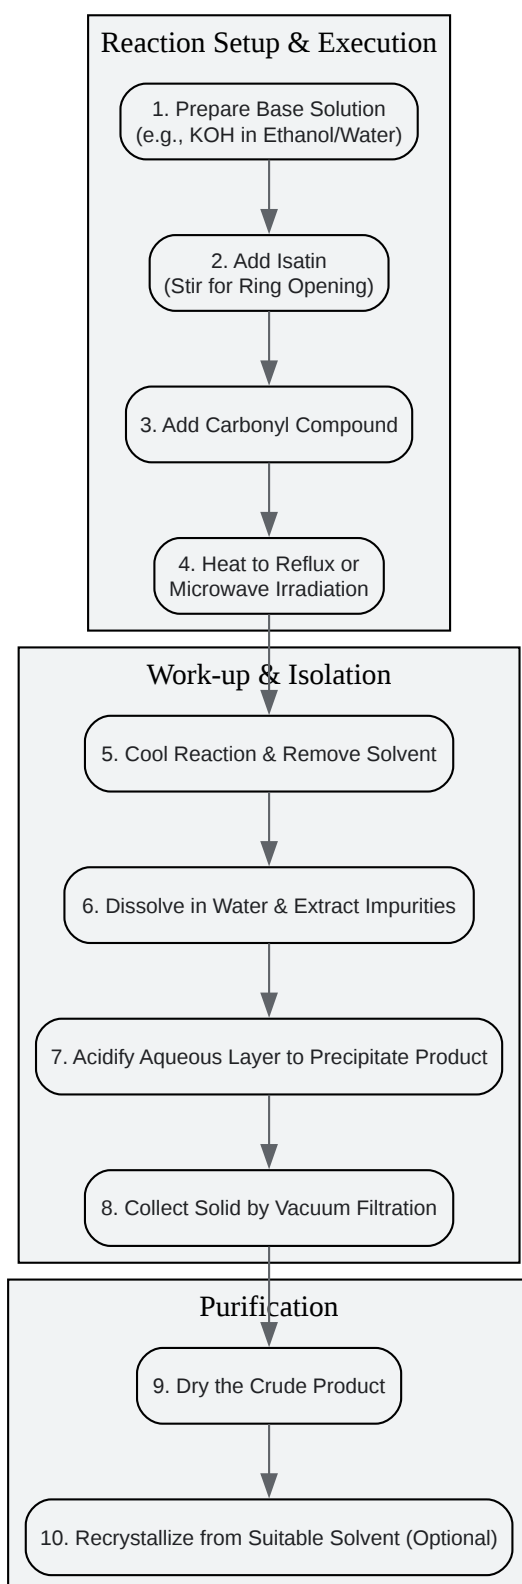 Reaction Setup & Execution
1. Prepare Base Solution
(e.g., KOH in Ethanol/Water)
2. Add Isatin
(Stir for Ring Opening)
3. Add Carbonyl Compound
4. Heat to Reflux or
Microwave Irradiation
Work-up & Isolation
5. Cool Reaction & Remove Solvent
6. Dissolve in Water & Extract Impurities
7. Acidify Aqueous Layer to Precipitate Product
8. Collect Solid by Vacuum Filtration
Purification
9. Dry the Crude Product
10. Recrystallize from Suitable Solvent (Optional)